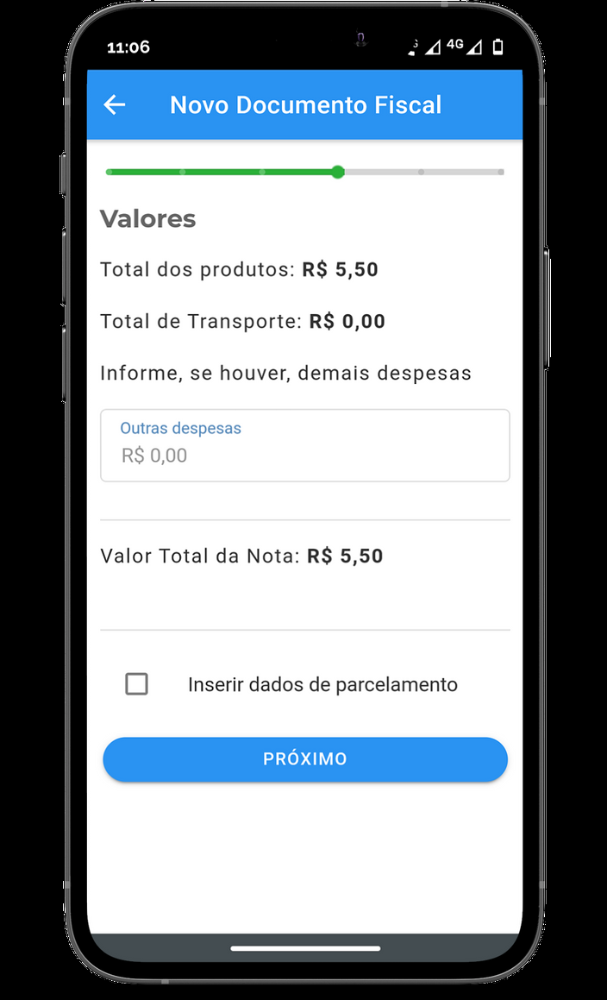 11:06
4G
Novo Documento Fiscal
Valores
Total dos produtos: R$ 5,50
Total de Transporte: R$ 0,00
Informe, se houver, demais despesas
Outras despesas
R$ 0,00
Valor Total da Nota: R$ 5,50
Inserir dados de parcelamento
PRÓXIMO